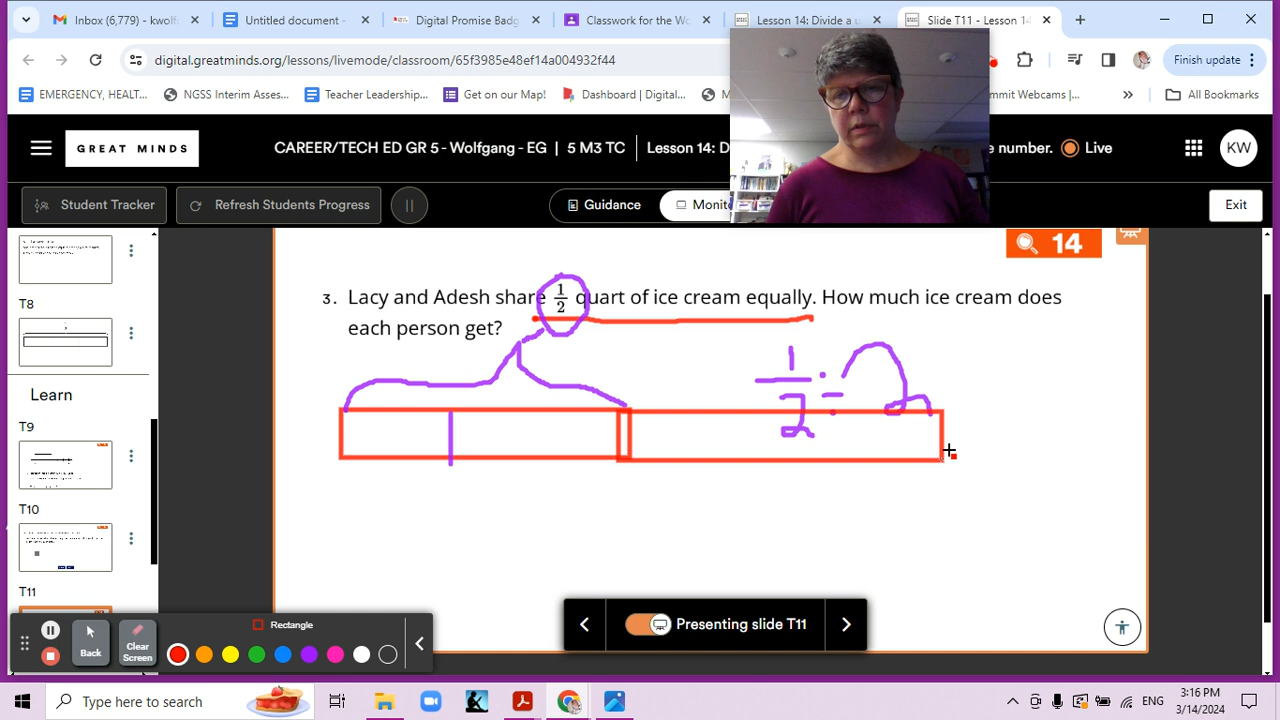 Inbox (6,779) - kwolf
Untitled document -
Digital Promise Badg
Classwork for the Wo
Lesson 14: Divide a u
Slide T11 - Lesson 14
digital.greatminds.org/lesson/livemode/classroom/65f3985e48ef14a004932f44
Finish update
EMERGENCY, HEALT...
NGSS Interim Asses...
Teacher Leadership...
Get on our Map!
Dashboard | Digital...
mmit Webcams |...
»
All Bookmarks
GREAT MINDS
CAREER/TECH ED GR 5 - Wolfgang - EG | 5 M3 TC
Lesson 14: D
e number.
Live
KW
Student Tracker
Refresh Students Progress
Guidance
Monito
Exit
T8
Learn
T9
T10
T11
14
3. Lacy and Adesh share 1/2 quart of ice cream equally. How much ice cream does
each person get?
1/2 ÷ 2
Presenting slide T11
Rectangle
Back
Clear Screen
Type here to search
ENG
3:16 PM
3/14/2024